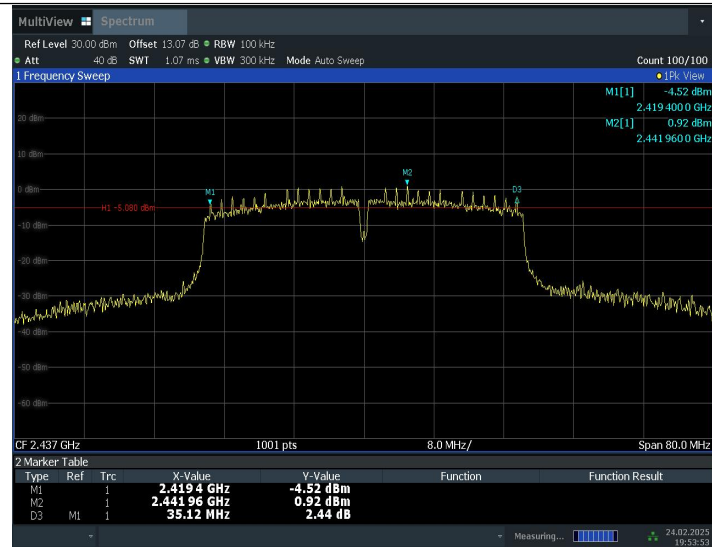 MultiView Spectrum
Ref Level 30.00 dBm Offset 13.07 dB RBW 100 kHz
Att 40 dB SWT 1.07 ms VBW 300 kHz Mode Auto Sweep Count 100/100
1 Frequency Sweep 1Pk View
M1[1] -4.52 dBm
2.419 400 0 GHz
20 dBm
M2[1] 0.92 dBm
2.441 960 0 GHz
10 dBm
M2
0 dBm
M1 D3
H1 -5.080 dBm
-10 dBm
-20 dBm
-30 dBm
-40 dBm
-50 dBm
-60 dBm
CF 2.437 GHz 1001 pts 8.0 MHz/ Span 80.0 MHz
2 Marker Table
Type Ref Trc X-Value Y-Value Function Function Result
M1 1 2.419 4 GHz -4.52 dBm
M2 1 2.441 96 GHz 0.92 dBm
D3 M1 1 35.12 MHz 2.44 dB
Measuring... 24.02.2025
19:53:53